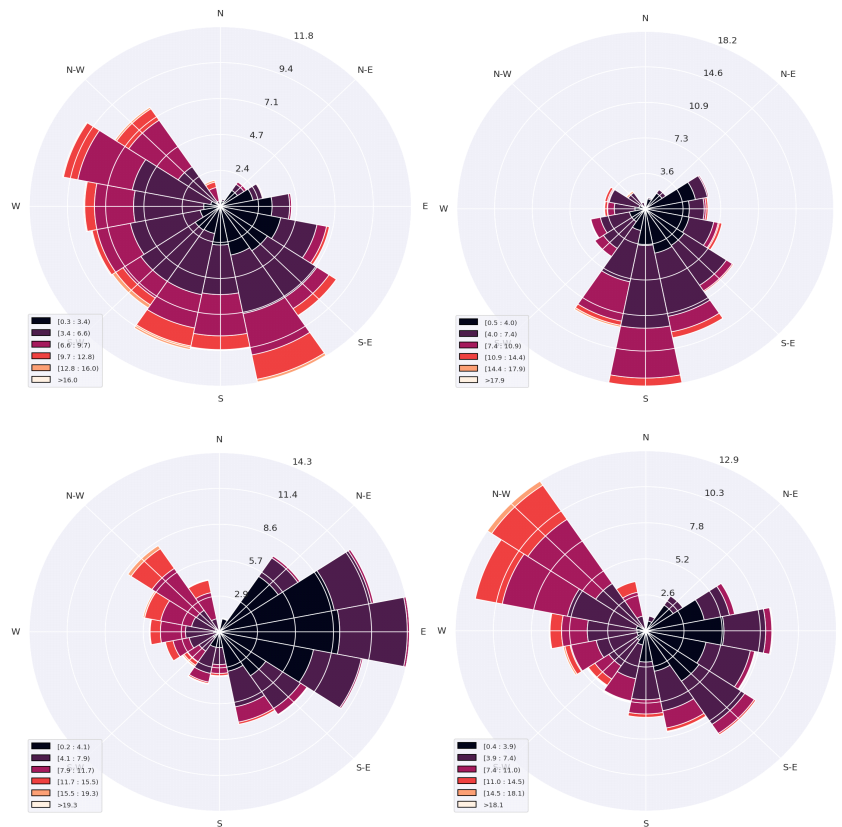 N
11.8
N-W
9.4
N-E
7.1
4.7
2.4
W
E
[0.3 : 3.4)
[3.4 : 6.6)
[6.6 : 9.7)
[9.7 : 12.8)
[12.8 : 16.0)
>16.0
S-W
S-E
S
N
18.2
N-W
14.6
N-E
10.9
7.3
3.6
W
E
[0.5 : 4.0)
[4.0 : 7.4)
[7.4 : 10.9)
[10.9 : 14.4)
[14.4 : 17.9)
>17.9
S-W
S-E
S
N
14.3
N-W
11.4
N-E
8.6
5.7
2.9
W
E
[0.2 : 4.1)
[4.1 : 7.9)
[7.9 : 11.7)
[11.7 : 15.5)
[15.5 : 19.3)
>19.3
S-W
S-E
S
N
12.9
N-W
10.3
N-E
7.8
5.2
2.6
W
E
[0.4 : 3.9)
[3.9 : 7.4)
[7.4 : 11.0)
[11.0 : 14.5)
[14.5 : 18.1)
>18.1
S-W
S-E
S